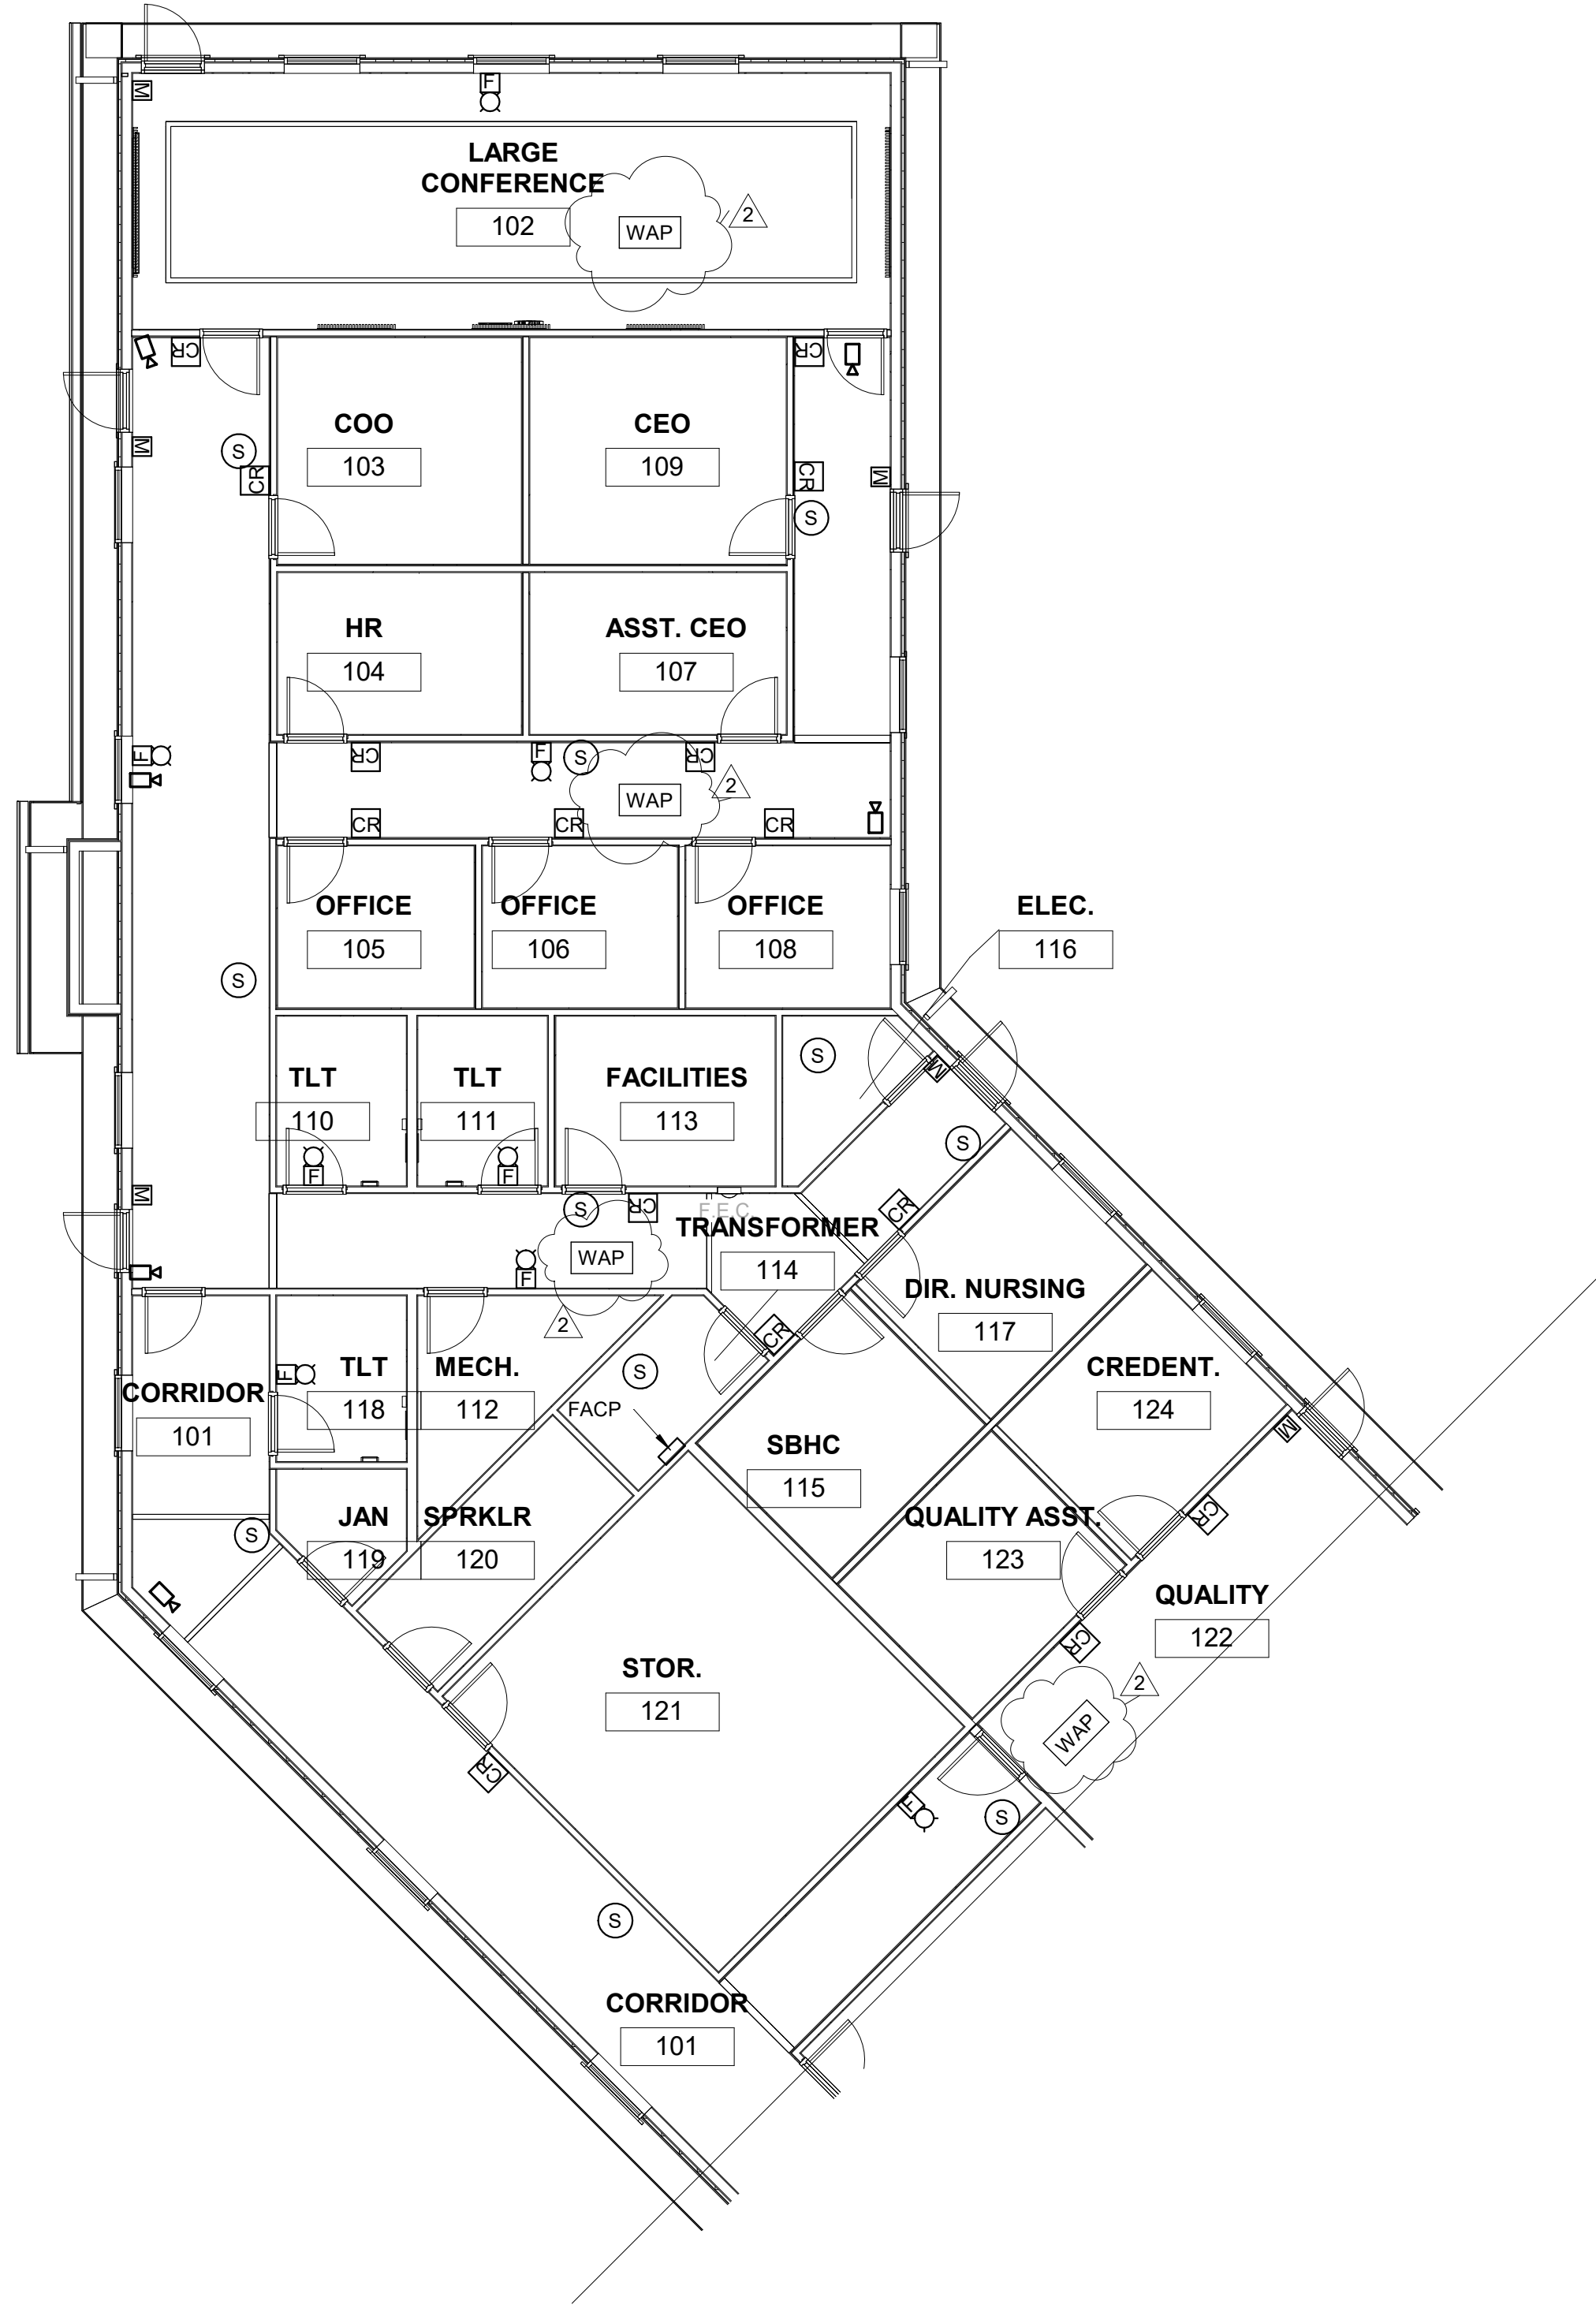 M
F
LARGE
CONFERENCE
102
WAP
2
CR
CR
COO
103
CEO
109
M
S
CR
CR
M
S
HR
104
ASST. CEO
107
F
CR
F
S
CR
WAP
2
CR
CR
CR
OFFICE
105
OFFICE
106
OFFICE
108
ELEC.
116
S
S
M
TLT
110
TLT
111
FACILITIES
113
F
F
S
M
S
CR
F.E.C.
CR
TRANSFORMER
114
F
WAP
2
DIR. NURSING
117
CR
S
F
TLT
118
MECH.
112
CORRIDOR
101
FACP
CREDENT.
124
M
SBHC
115
CR
JAN
119
SPRKLR
120
S
QUALITY ASST.
123
QUALITY
122
CR
STOR.
121
WAP
2
CR
F
S
S
CORRIDOR
101